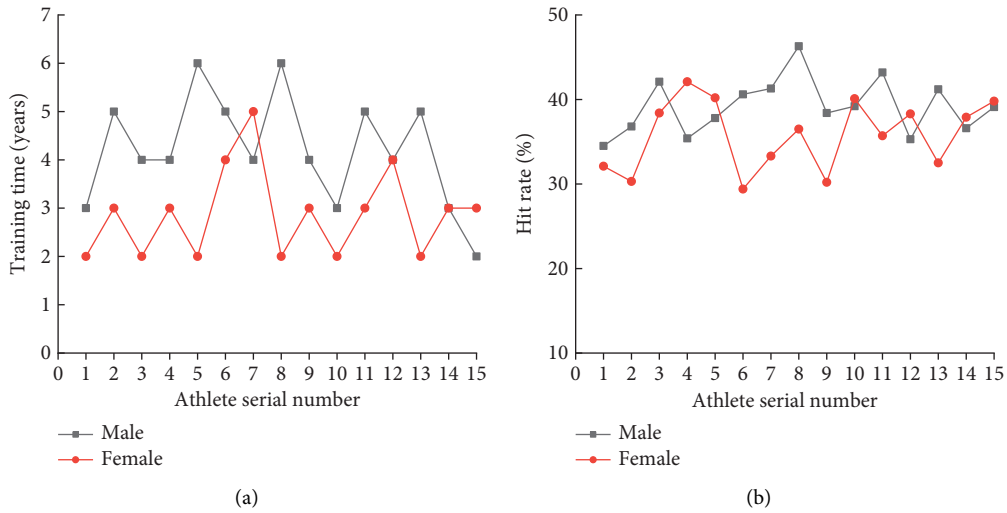 7
6
5
4
3
2
1
0
Training time (years)
0 1 2 3 4 5 6 7 8 9 10 11 12 13 14 15
Athlete serial number
Male
Female
(a)
50
40
30
20
10
Hit rate (%)
0 1 2 3 4 5 6 7 8 9 10 11 12 13 14 15
Athlete serial number
Male
Female
(b)